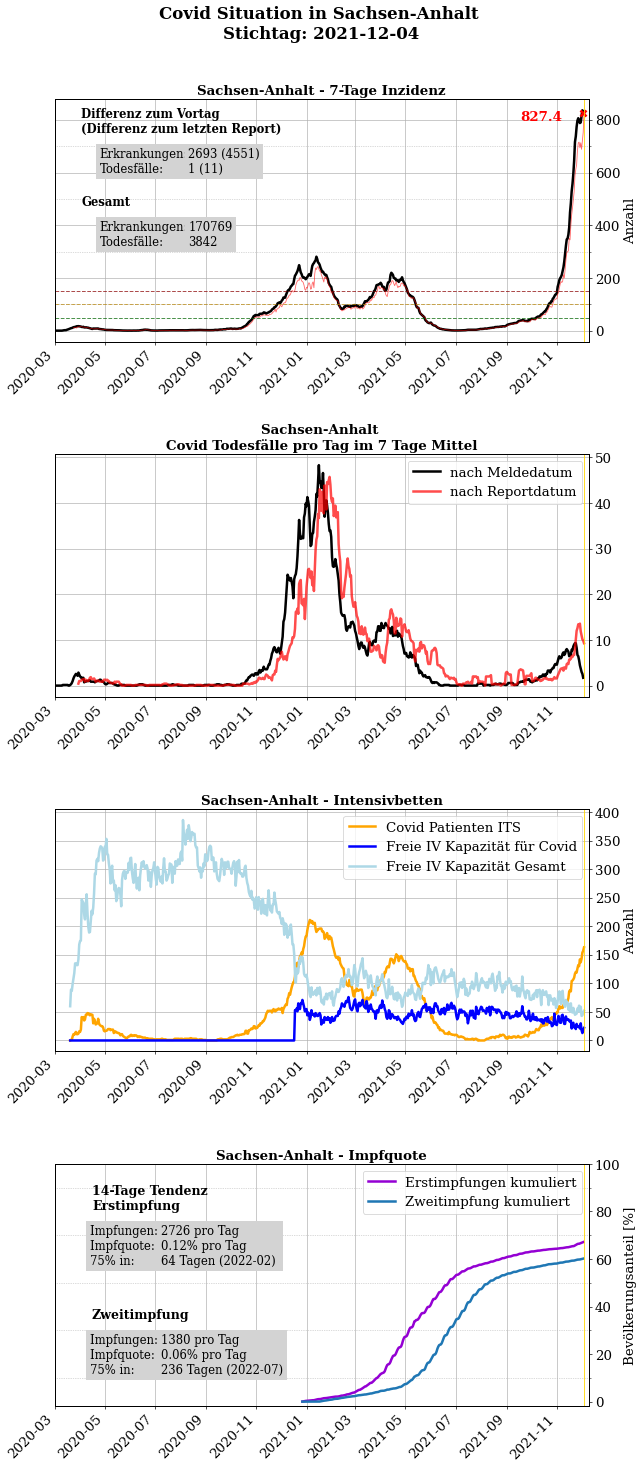 Covid Situation in Sachsen-Anhalt
Stichtag: 2021-12-04
Sachsen-Anhalt - 7-Tage Inzidenz
Differenz zum Vortag
(Differenz zum letzten Report)
Erkrankungen 2693 (4551)
Todesfälle: 1 (11)
Gesamt
Erkrankungen 170769
Todesfälle: 3842
827.4
800
600
400
200
0
Anzahl
2020-03 2020-05 2020-07 2020-09 2020-11 2021-01 2021-03 2021-05 2021-07 2021-09 2021-11
Sachsen-Anhalt
Covid Todesfälle pro Tag im 7 Tage Mittel
nach Meldedatum
nach Reportdatum
50
40
30
20
10
0
2020-03 2020-05 2020-07 2020-09 2020-11 2021-01 2021-03 2021-05 2021-07 2021-09 2021-11
Sachsen-Anhalt - Intensivbetten
Covid Patienten ITS
Freie IV Kapazität für Covid
Freie IV Kapazität Gesamt
400
350
300
250
200
150
100
50
0
Anzahl
2020-03 2020-05 2020-07 2020-09 2020-11 2021-01 2021-03 2021-05 2021-07 2021-09 2021-11
Sachsen-Anhalt - Impfquote
14-Tage Tendenz
Erstimpfung
Impfungen: 2726 pro Tag
Impfquote: 0.12% pro Tag
75% in: 64 Tagen (2022-02)
Zweitimpfung
Impfungen: 1380 pro Tag
Impfquote: 0.06% pro Tag
75% in: 236 Tagen (2022-07)
Erstimpfungen kumuliert
Zweitimpfung kumuliert
100
80
60
40
20
0
Bevölkerungsanteil [%]
2020-03 2020-05 2020-07 2020-09 2020-11 2021-01 2021-03 2021-05 2021-07 2021-09 2021-11